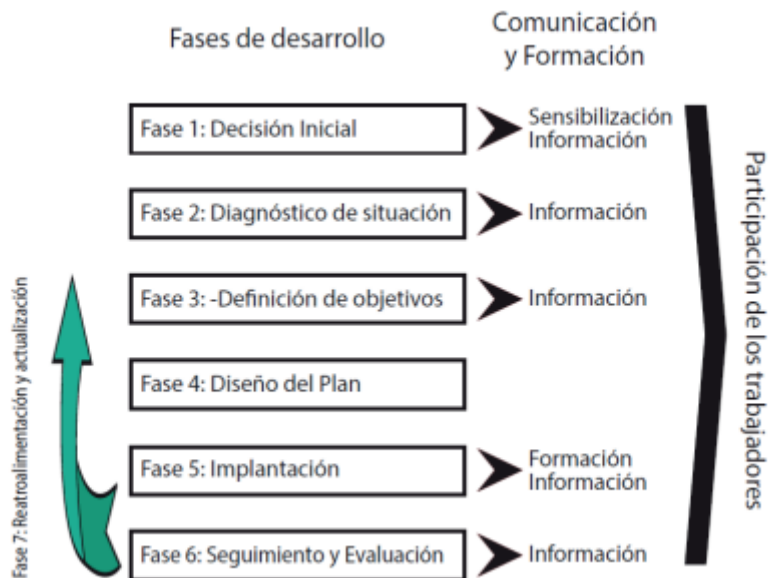 Fases de desarrollo
Comunicación
y Formación
Fase 1: Decisión Inicial
Sensibilización
Información
Fase 2: Diagnóstico de situación
Información
Fase 3: -Definición de objetivos
Información
Fase 4: Diseño del Plan
Fase 5: Implantación
Formación
Información
Fase 6: Seguimiento y Evaluación
Información
Fase 7: Reatroalimentación y actualización
Participación de los trabajadores